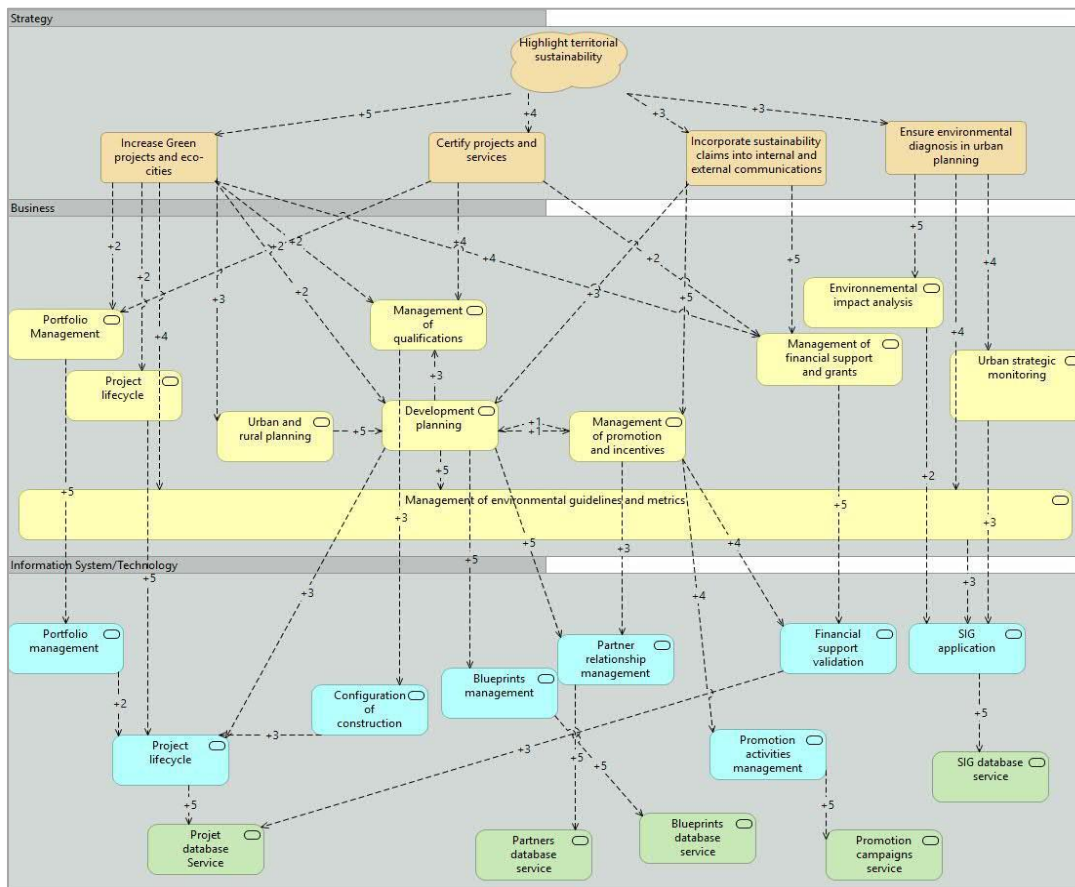 Strategy
Highlight territorial
sustainability
+5
+4
+3
+3
Increase Green
projects and eco-
cities
Certify projects and
services
Incorporate sustainability
claims into internal and
external communications
Ensure environmental
diagnosis in urban
planning
Business
+2
+2
+3
+4
+2
+2
+4
+2
+4
+2
+3
+5
+5
+5
+4
+4
Portfolio
Management
Project
lifecycle
Urban and
rural planning
Management
of
qualifications
+3
Development
planning
+5
+1
+1
Management
of promotion
and incentives
Management of
financial support
and grants
Environnemental
impact analysis
Urban strategic
monitoring
+5
+2
Management of environmental guidelines and metrics
+5
+3
+5
+5
+3
+5
+3
+4
+4
+3
Information System/Technology
+5
+3
Portfolio
management
+2
Project
lifecycle
+3
Configuration
of
construction
Blueprints
management
Partner
relationship
management
Financial
support
validation
SIG
application
+5
+3
+5
+5
+5
Promotion
activities
management
+5
SIG database
service
Projet
database
Service
Partners
database
service
Blueprints
database
service
Promotion
campaigns
service